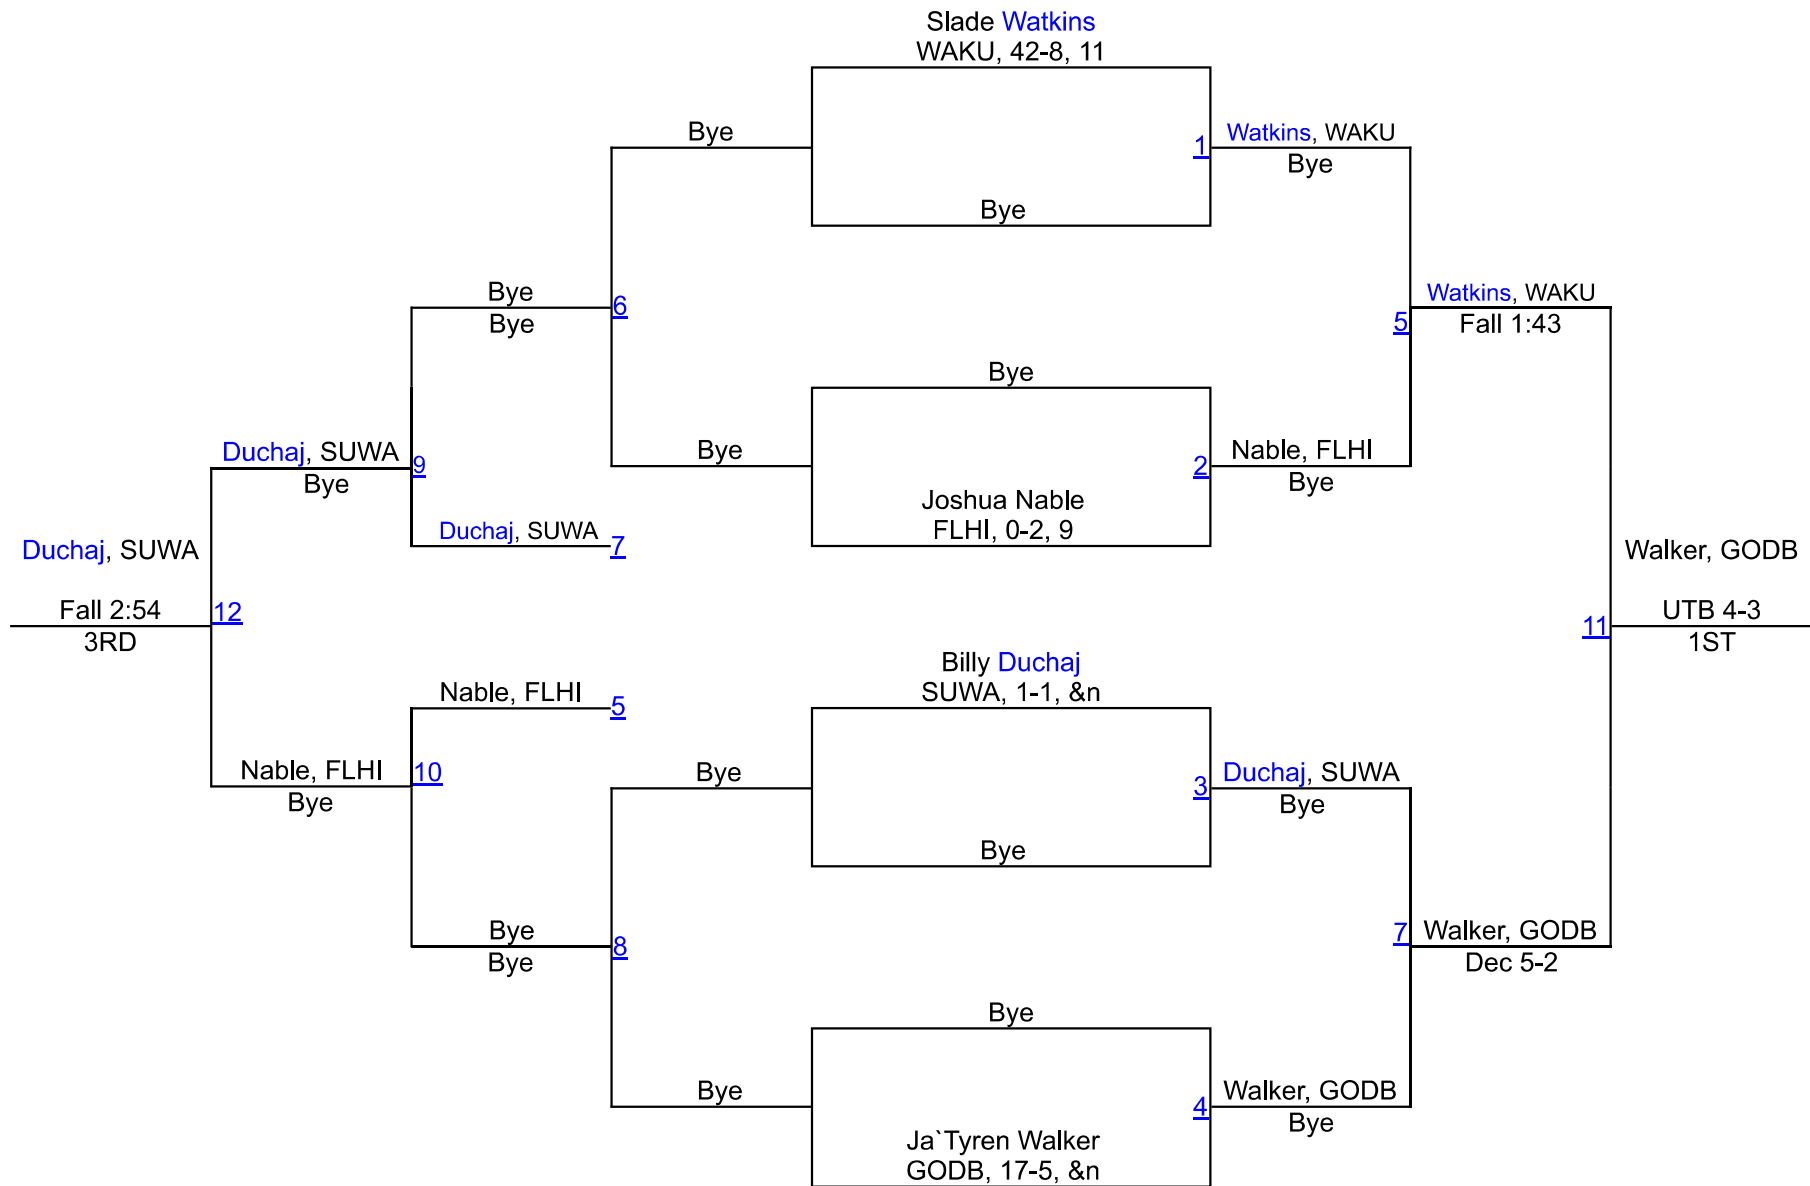 Slade Watkins
WAKU, 42-8, 11
Bye
1
Watkins, WAKU
Bye
Bye
Bye
Bye
6
Watkins, WAKU
5
Fall 1:43
Bye
Duchaj, SUWA
9
Bye
Bye
2
Nable, FLHI
Bye
Joshua Nable
FLHI, 0-2, 9
Duchaj, SUWA
7
Duchaj, SUWA
Walker, GODB
Fall 2:54
12
3RD
11
UTB 4-3
1ST
Billy Duchaj
SUWA, 1-1, &n
Nable, FLHI
5
Nable, FLHI
10
Bye
Bye
3
Duchaj, SUWA
Bye
Bye
Bye
Bye
8
7
Walker, GODB
Dec 5-2
Bye
Bye
4
Walker, GODB
Bye
Ja`Tyren Walker
GODB, 17-5, &n